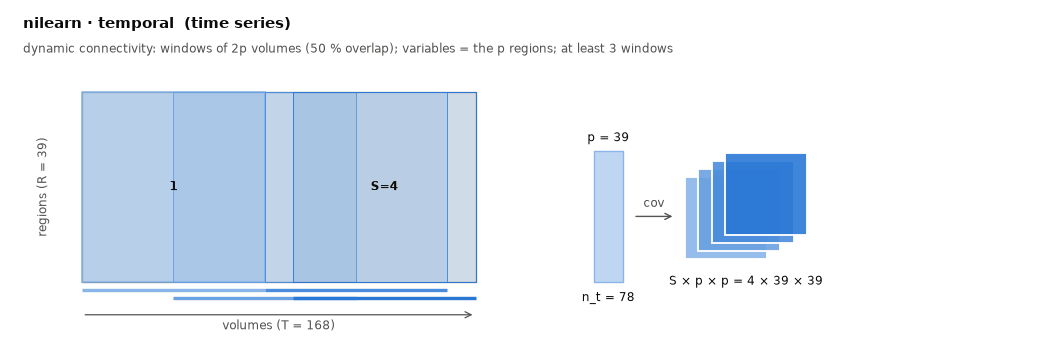 nilearn · temporal (time series)
dynamic connectivity: windows of 2p volumes (50 % overlap); variables = the p regions; at least 3 windows
regions (R = 39)
1
S=4
volumes (T = 168)
p = 39
n_t = 78
cov
S × p × p = 4 × 39 × 39